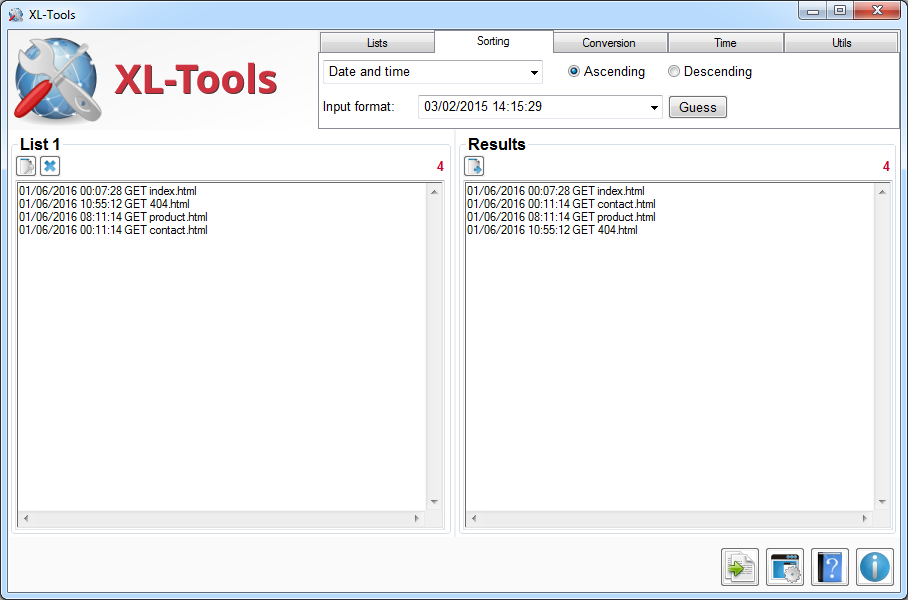 XL-Tools
XL-Tools
Lists Sorting Conversion Time Utils
Date and time Ascending Descending
Input format: 03/02/2015 14:15:29 Guess
List 1
4
01/06/2016 00:07:28 GET index.html
01/06/2016 10:55:12 GET 404.html
01/06/2016 08:11:14 GET product.html
01/06/2016 00:11:14 GET contact.html
Results
4
01/06/2016 00:07:28 GET index.html
01/06/2016 00:11:14 GET contact.html
01/06/2016 08:11:14 GET product.html
01/06/2016 10:55:12 GET 404.html